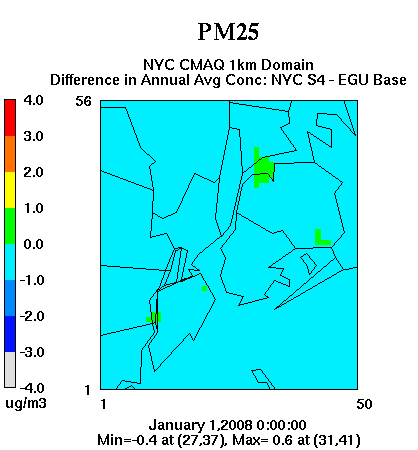 PM25
NYC CMAQ 1km Domain
Difference in Annual Avg Conc: NYC S4 - EGU Base
56
4.0
3.0
2.0
1.0
0.0
-1.0
-2.0
-3.0
-4.0
ug/m3
1
1
50
January 1,2008 0:00:00
Min=-0.4 at (27,37), Max= 0.6 at (31,41)